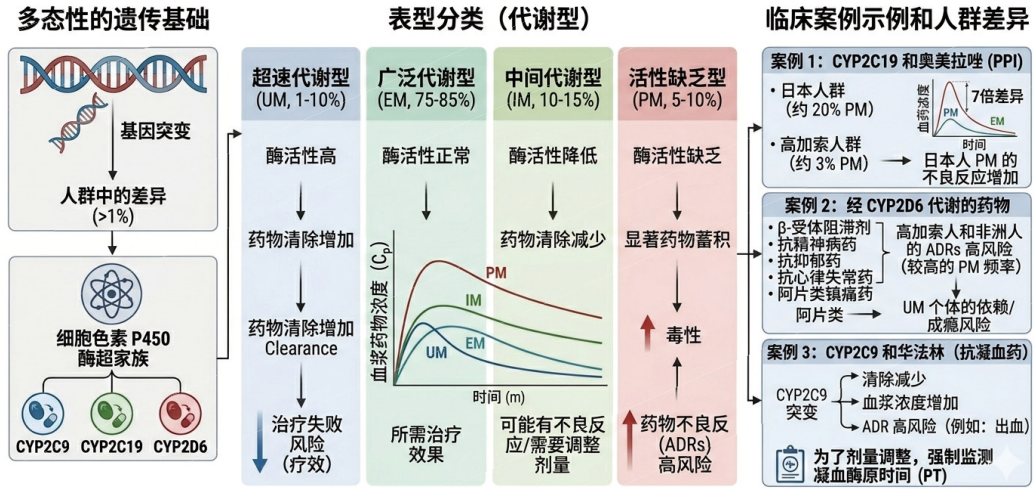 多态性的遗传基础
基因突变
人群中的差异
(>1%)
细胞色素 P450
酶超家族
CYP2C9
CYP2C19
CYP2D6
表型分类（代谢型）
超速代谢型
(UM, 1-10%)
酶活性高
药物清除增加
药物清除增加
Clearance
治疗失败
风险
(疗效)
广泛代谢型
(EM, 75-85%)
酶活性正常
血浆药物浓度 (Cp)
PM
IM
EM
UM
时间 (m)
所需治疗
效果
中间代谢型
(IM, 10-15%)
酶活性降低
药物清除减少
可能有不良反
应/需要调整
剂量
活性缺乏型
(PM, 5-10%)
酶活性缺乏
显著药物蓄积
毒性
药物不良反
应 (ADRs)
高风险
临床案例示例和人群差异
案例 1：CYP2C19 和奥美拉唑 (PPI)
• 日本人群
(约 20% PM)
• 高加索人群
(约 3% PM)
血药浓度
7倍差异
PM
EM
时间
日本人 PM 的
不良反应增加
案例 2：经 CYP2D6 代谢的药物
• β-受体阻滞剂
• 抗精神病药
• 抗抑郁药
• 抗心律失常药
• 阿片类镇痛药
高加索人和非洲人
的 ADRs 高风险
(较高的 PM 频率)
阿片类
UM 个体的依赖/
成瘾风险
案例 3：CYP2C9 和华法林（抗凝血药）
CYP2C9
突变
清除减少
血浆浓度增加
ADR 高风险（例如：出血）
为了剂量调整，强制监测
凝血酶原时间 (PT)